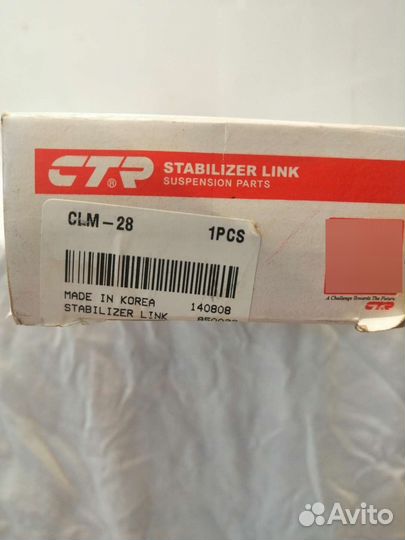 CTR® STABILIZER LINK
SUSPENSION PARTS
CLM-28 1PCS
MADE IN KOREA 140808
STABILIZER LINK
A Challenge Towards The Future
CTR
Avito